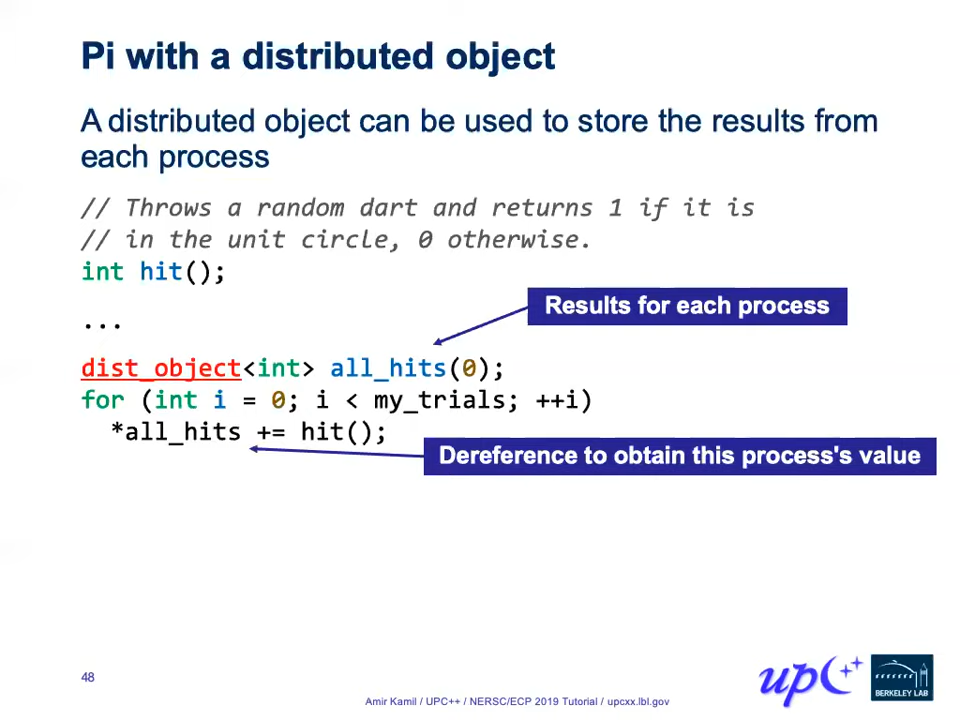 Pi with a distributed object
A distributed object can be used to store the results from
each process
// Throws a random dart and returns 1 if it is
// in the unit circle, 0 otherwise.
int hit();
Results for each process
...
dist_object<int> all_hits(0);
for (int i = 0; i < my_trials; ++i)
*all_hits += hit();
Dereference to obtain this process's value
48
upC++
BERKELEY LAB
Amir Kamil / UPC++ / NERSC/ECP 2019 Tutorial / upcxx.lbl.gov